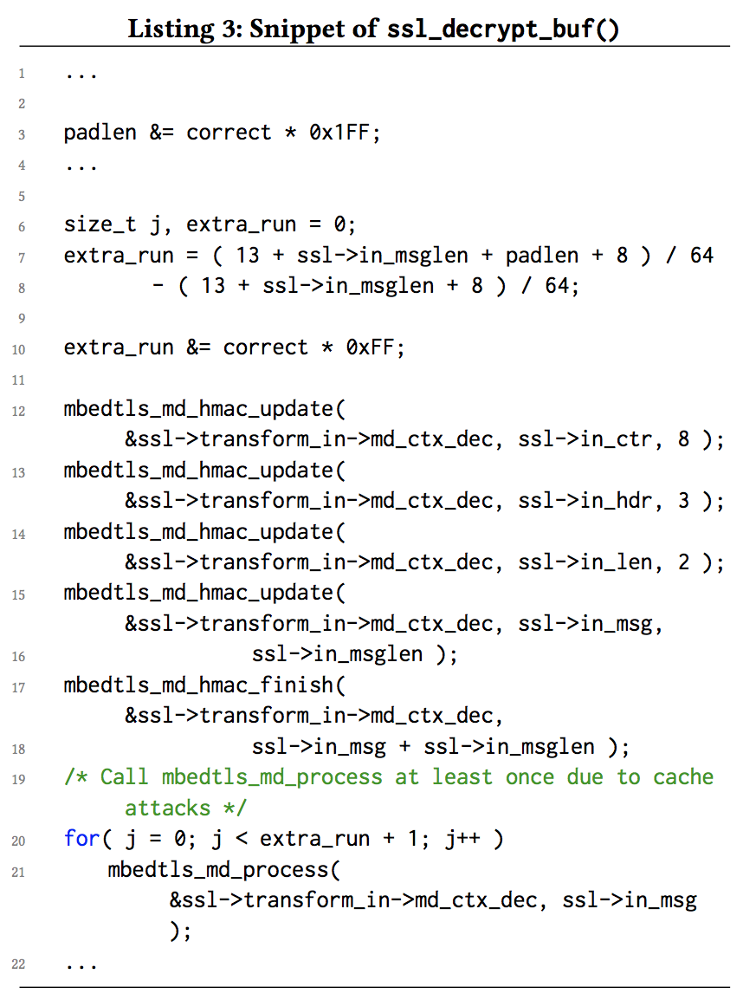 Listing 3: Snippet of ssl_decrypt_buf()
1 ...
2
3 padlen &= correct * 0x1FF;
4 ...
5
6 size_t j, extra_run = 0;
7 extra_run = ( 13 + ssl->in_msglen + padlen + 8 ) / 64
8 - ( 13 + ssl->in_msglen + 8 ) / 64;
9
10 extra_run &= correct * 0xFF;
11
12 mbedtls_md_hmac_update(
&ssl->transform_in->md_ctx_dec, ssl->in_ctr, 8 );
13 mbedtls_md_hmac_update(
&ssl->transform_in->md_ctx_dec, ssl->in_hdr, 3 );
14 mbedtls_md_hmac_update(
&ssl->transform_in->md_ctx_dec, ssl->in_len, 2 );
15 mbedtls_md_hmac_update(
&ssl->transform_in->md_ctx_dec, ssl->in_msg,
16 ssl->in_msglen );
17 mbedtls_md_hmac_finish(
&ssl->transform_in->md_ctx_dec,
18 ssl->in_msg + ssl->in_msglen );
19 /* Call mbedtls_md_process at least once due to cache
attacks */
20 for( j = 0; j < extra_run + 1; j++ )
21 mbedtls_md_process(
&ssl->transform_in->md_ctx_dec, ssl->in_msg
);
22 ...